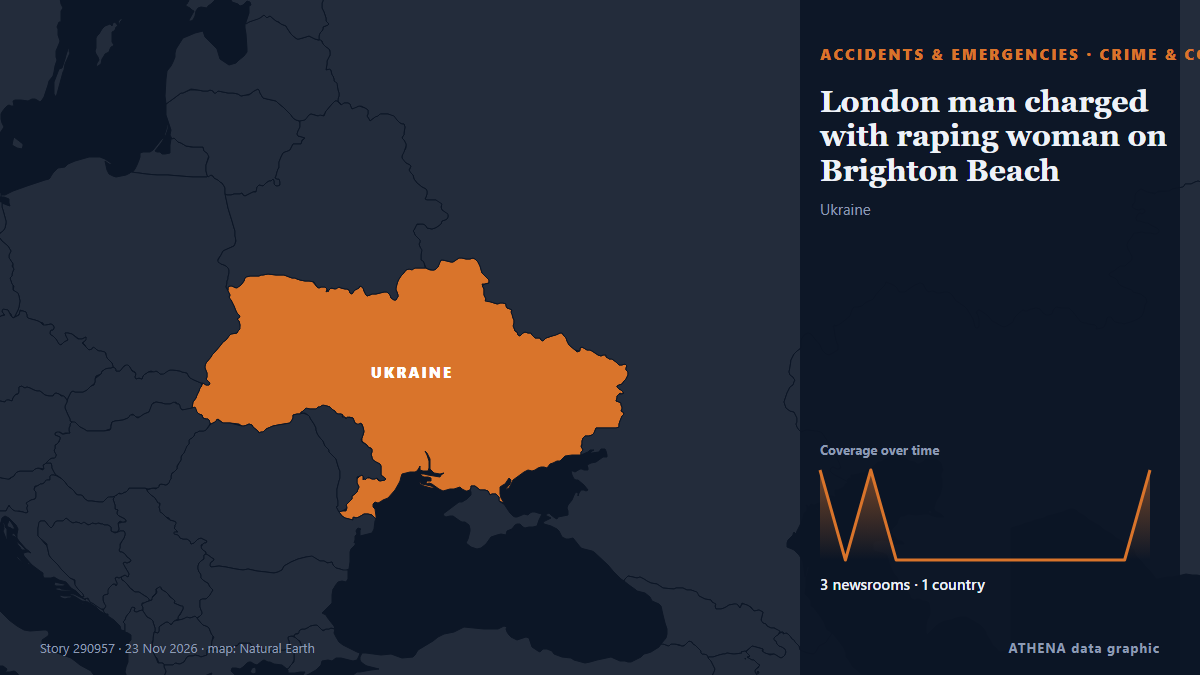 ACCIDENTS & EMERGENCIES · CRIME &
London man charged
with raping woman on
Brighton Beach
Ukraine
UKRAINE
Coverage over time
3 newsrooms · 1 country
Story 290957 · 23 Nov 2026 · map: Natural Earth
ATHENA data graphic